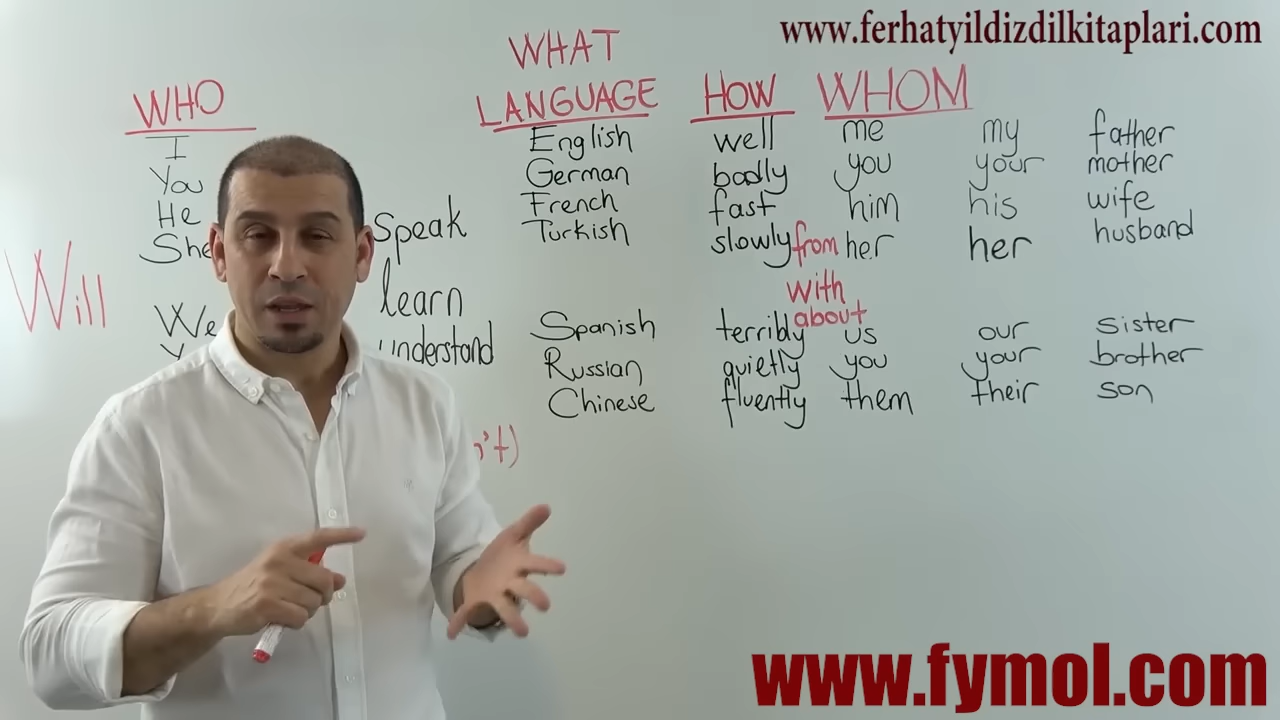 www.ferhatyildizdilkitaplari.com
WHAT
WHO LANGUAGE HOW WHOM
I English well me my father
You German badly you your mother
He speak French fast him his wife
She Turkish slowly from her her husband
Will learn with
about
We understand Spanish terribly us our sister
Russian quietly you your brother
Chinese fluently them their son
n't)
www.fymol.com